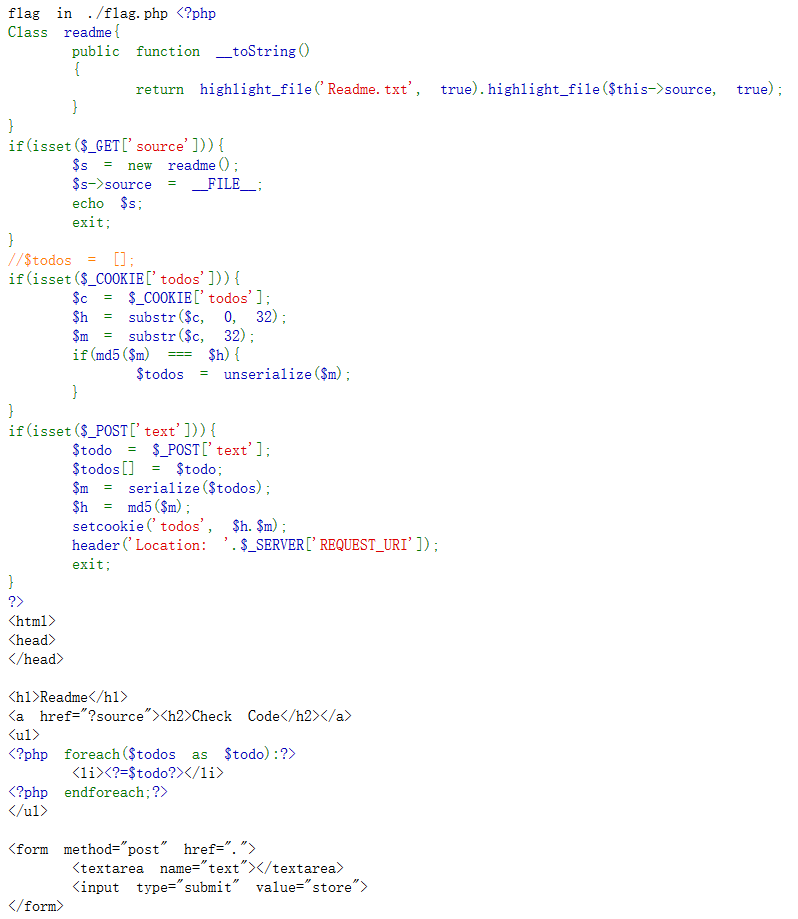 flag in ./flag.php <?php
Class readme{
public function __toString()
{
return highlight_file('Readme.txt', true).highlight_file($this->source, true);
}
}
if(isset($_GET['source'])){
$s = new readme();
$s->source = __FILE__;
echo $s;
exit;
}
//$todos = [];
if(isset($_COOKIE['todos'])){
$c = $_COOKIE['todos'];
$h = substr($c, 0, 32);
$m = substr($c, 32);
if(md5($m) === $h){
$todos = unserialize($m);
}
}
if(isset($_POST['text'])){
$todo = $_POST['text'];
$todos[] = $todo;
$m = serialize($todos);
$h = md5($m);
setcookie('todos', $h.$m);
header('Location: '.$_SERVER['REQUEST_URI']);
exit;
}
?>
<html>
<head>
</head>
<h1>Readme</h1>
<a href="?source"><h2>Check Code</h2></a>
<ul>
<?php foreach($todos as $todo):?>
<li><?=$todo?></li>
<?php endforeach;?>
</ul>
<form method="post" href=".">
<textarea name="text"></textarea>
<input type="submit" value="store">
</form>